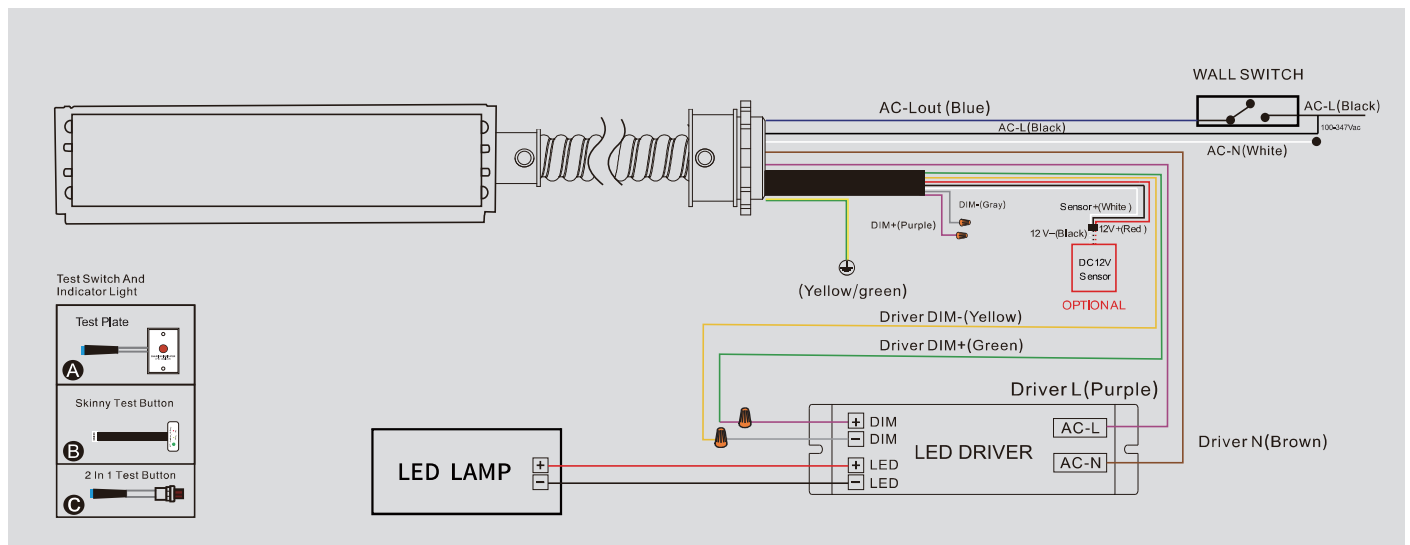 WALL SWITCH
AC-Lout (Blue)
AC-L(Black)
AC-L(Black)
100-347Vac
AC-N(White)
DIM-(Gray)
DIM+(Purple)
Sensor+(White )
12 V-(Black)
12V+(Red )
DC12V
Sensor
OPTIONAL
(Yellow/green)
Driver DIM-(Yellow)
Driver DIM+(Green)
Driver L(Purple)
Driver N(Brown)
Test Switch And
Indicator Light
Test Plate
A
Skinny Test Button
B
2 In 1 Test Button
C
LED LAMP
+
-
+ DIM
- DIM
+ LED
- LED
LED DRIVER
AC-L
AC-N